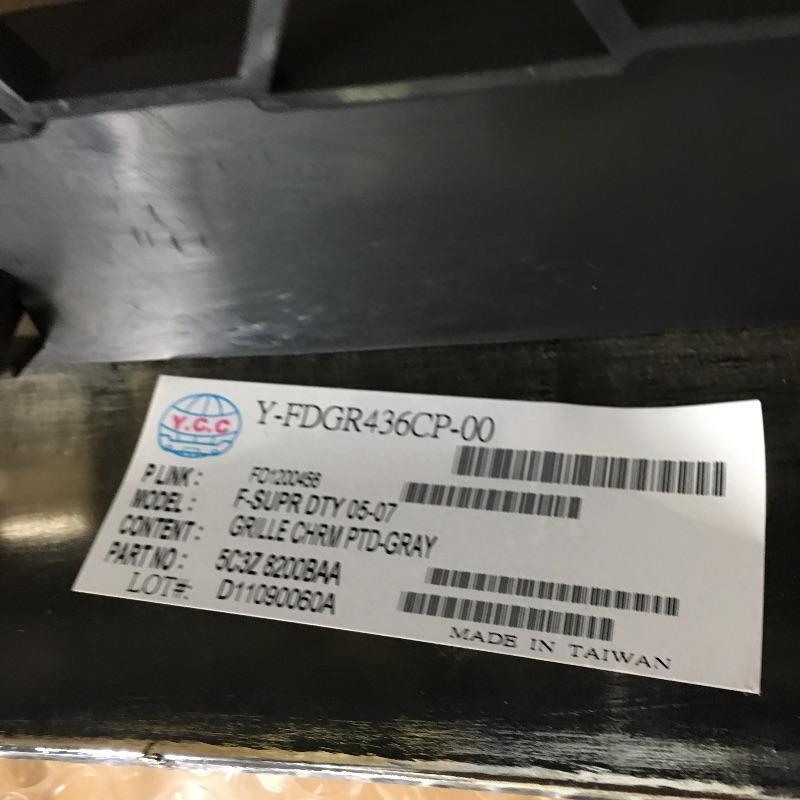 Y.C.C
Y-FDGR436CP-00
P LINK: FO1200456
MODEL: F-SUPR DTY 05-07
CONTENT: GRILLE CHRM PTD-GRAY
PART NO: 5C3Z 8200BAA
LOT#: D11090060A
MADE IN TAIWAN